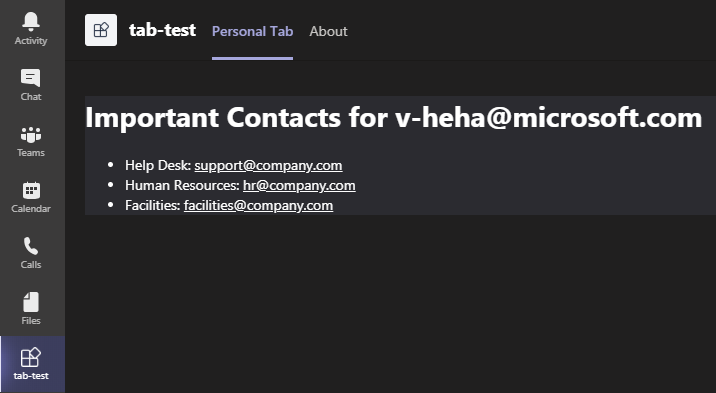 Activity
Chat
Teams
Calendar
Calls
Files
tab-test
tab-test Personal Tab About
Important Contacts for v-heha@microsoft.com
• Help Desk: support@company.com
• Human Resources: hr@company.com
• Facilities: facilities@company.com